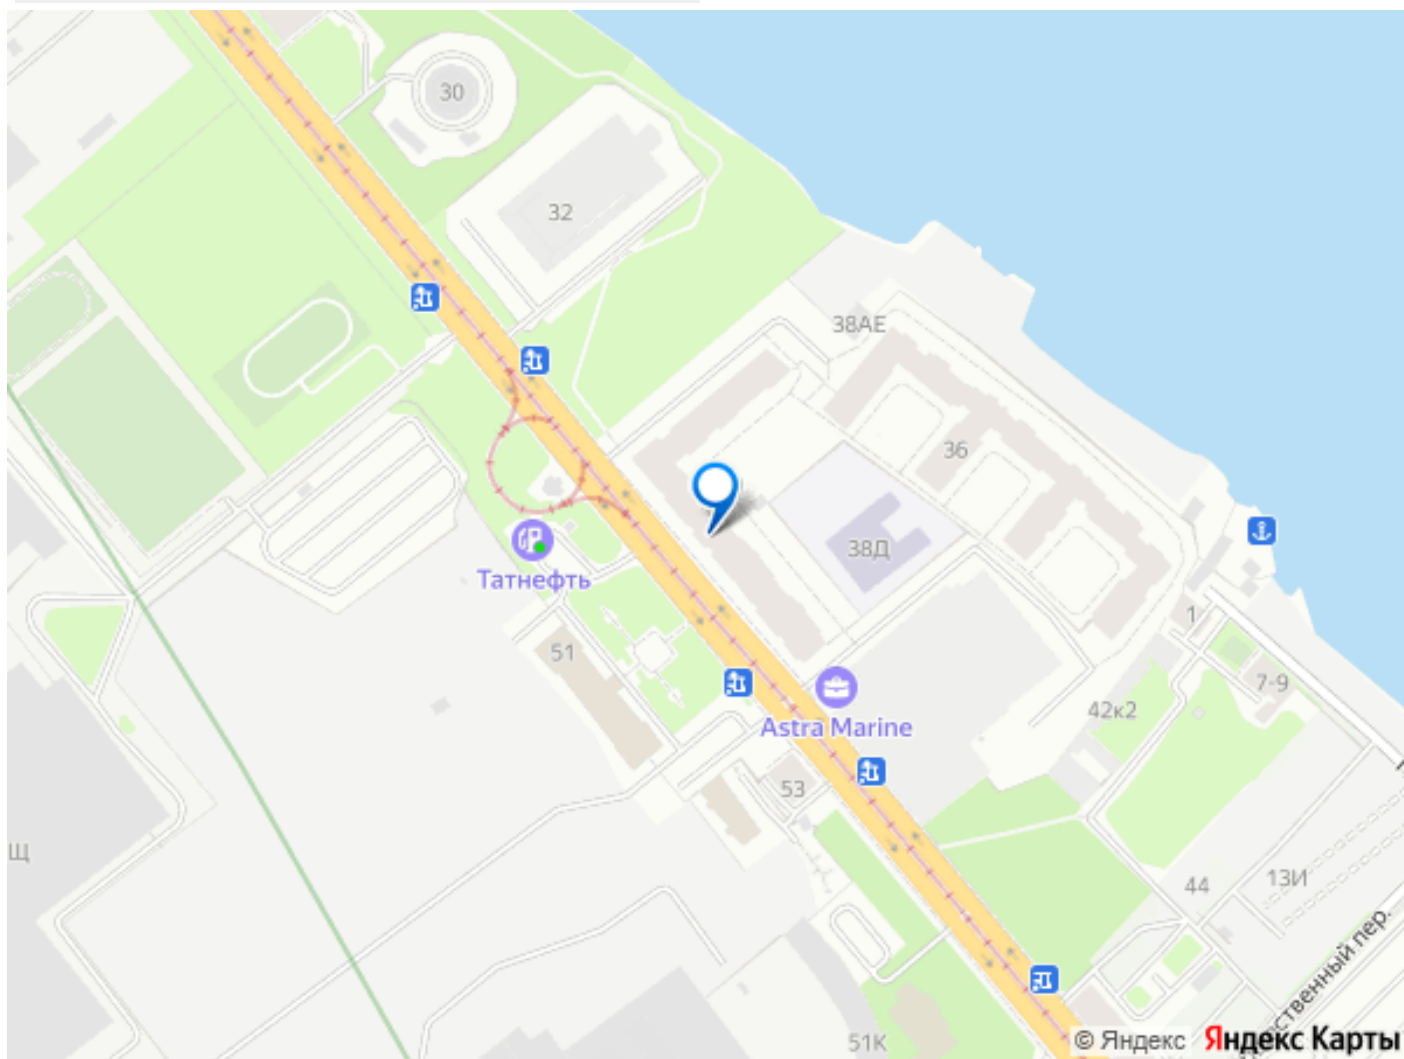 30
32
38АЕ
36
38Д
Татнефть
51
1
7-9
42к2
Astra Marine
53
Щ
44
13И
ственный пер.
51К
© Яндекс
Яндекс Карты